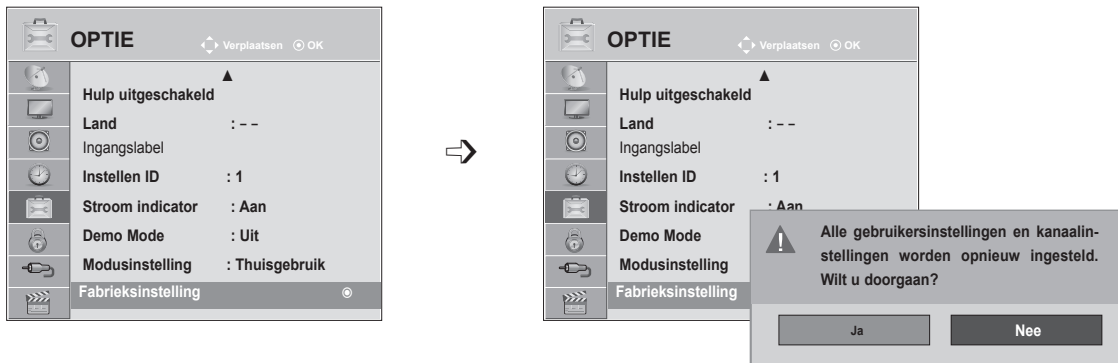 OPTIE
Verplaatsen OK
Hulp uitgeschakeld
Land : – –
Ingangslabel
Instellen ID : 1
Stroom indicator : Aan
Demo Mode : Uit
Modusinstelling : Thuisgebruik
Fabrieksinstelling
OPTIE
Verplaatsen OK
Hulp uitgeschakeld
Land : – –
Ingangslabel
Instellen ID : 1
Stroom indicator : Aan
Demo Mode
Modusinstelling
Fabrieksinstelling
Alle gebruikersinstellingen en kanaalin-
stellingen worden opnieuw ingesteld.
Wilt u doorgaan?
Ja Nee